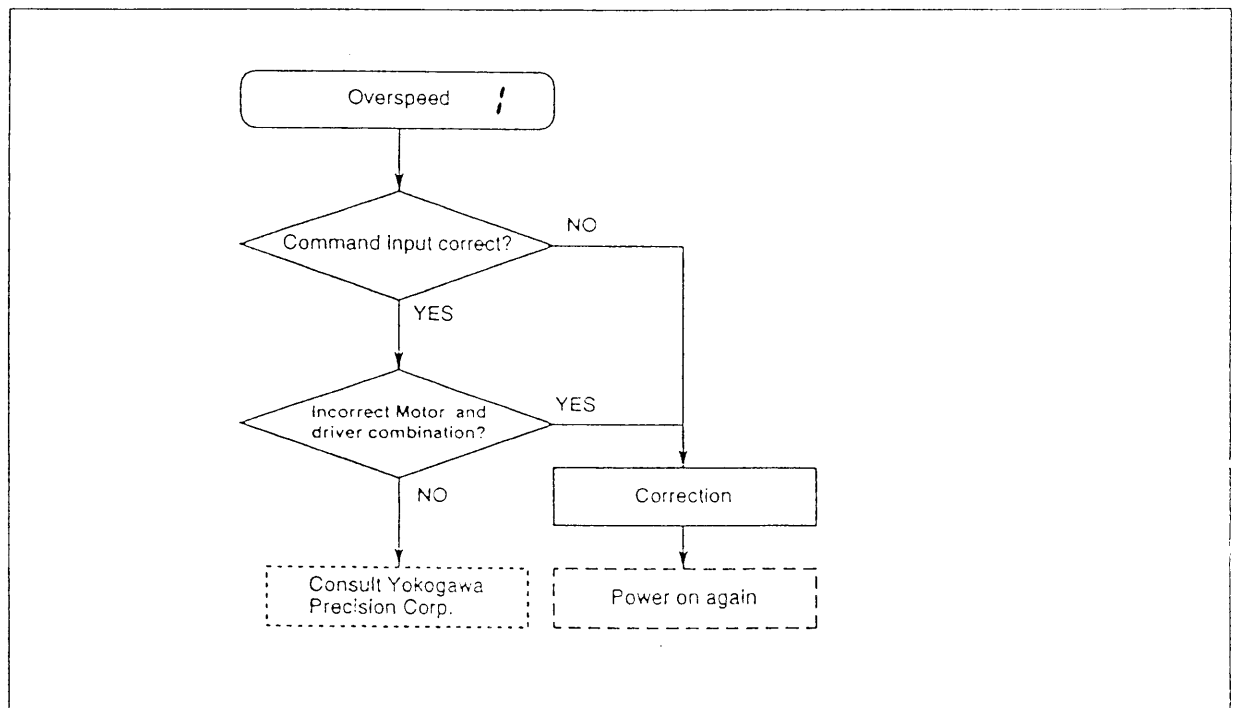 Overspeed 1
Command input correct?
NO
YES
Incorrect Motor and
driver combination?
YES
NO
Correction
Consult Yokogawa
Precision Corp.
Power on again